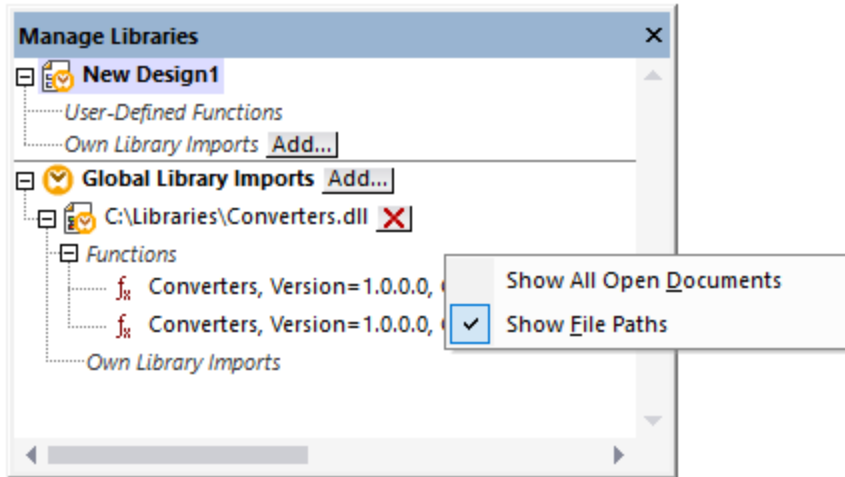 Manage Libraries
New Design1
User-Defined Functions
Own Library Imports Add...
Global Library Imports Add...
C:\Libraries\Converters.dll
Functions
Converters, Version=1.0.0.0,
Converters, Version=1.0.0.0,
Own Library Imports
Show All Open Documents
Show File Paths